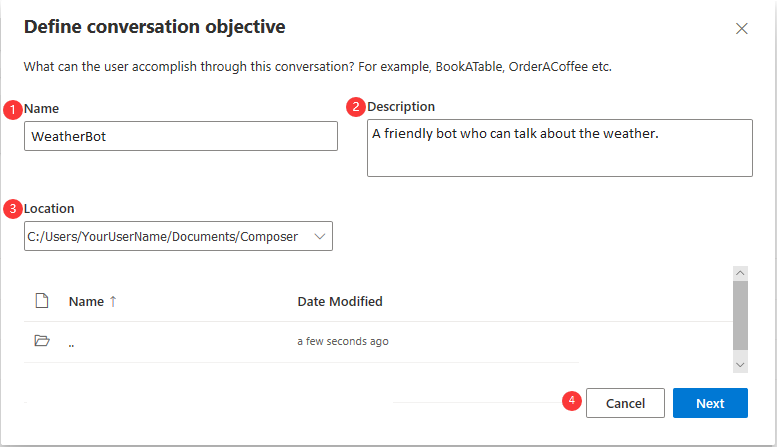 Define conversation objective
What can the user accomplish through this conversation? For example, BookATable, OrderACoffee etc.
1 Name
2 Description
WeatherBot
A friendly bot who can talk about the weather.
3 Location
C:/Users/YourUserName/Documents/Composer
Name ↑ Date Modified
.. a few seconds ago
4 Cancel Next